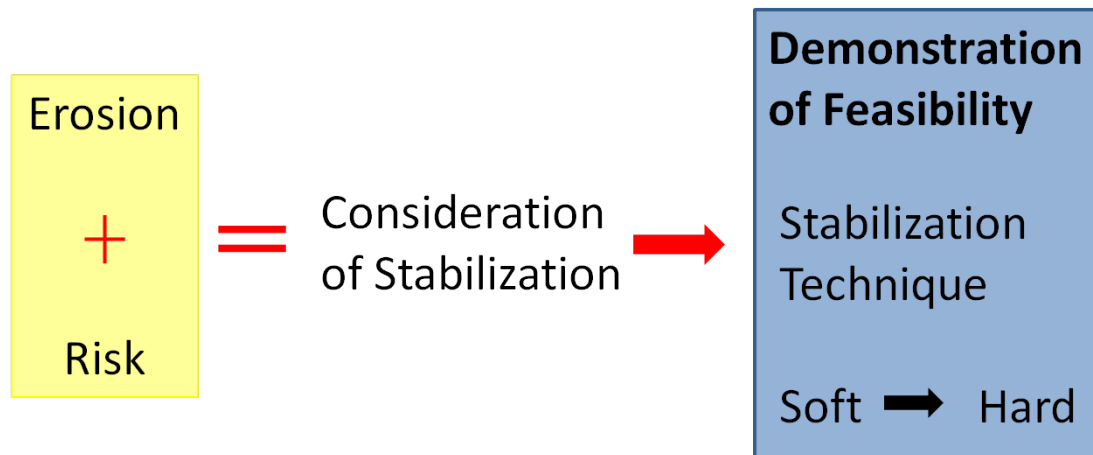 Erosion
+
Risk
=
Consideration
of Stabilization
Demonstration
of Feasibility
Stabilization
Technique
Soft → Hard